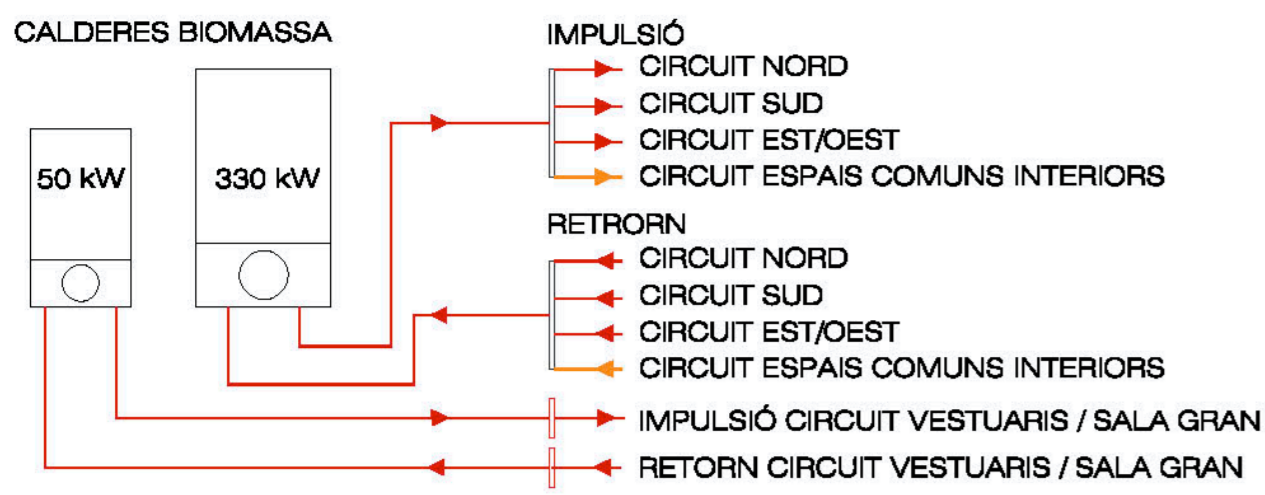 CALDERES BIOMASSA
50 kW
330 kW
IMPULSIÓ
CIRCUIT NORD
CIRCUIT SUD
CIRCUIT EST/OEST
CIRCUIT ESPAIS COMUNS INTERIORS
RETRORN
CIRCUIT NORD
CIRCUIT SUD
CIRCUIT EST/OEST
CIRCUIT ESPAIS COMUNS INTERIORS
IMPULSIÓ CIRCUIT VESTUARIS / SALA GRAN
RETORN CIRCUIT VESTUARIS / SALA GRAN